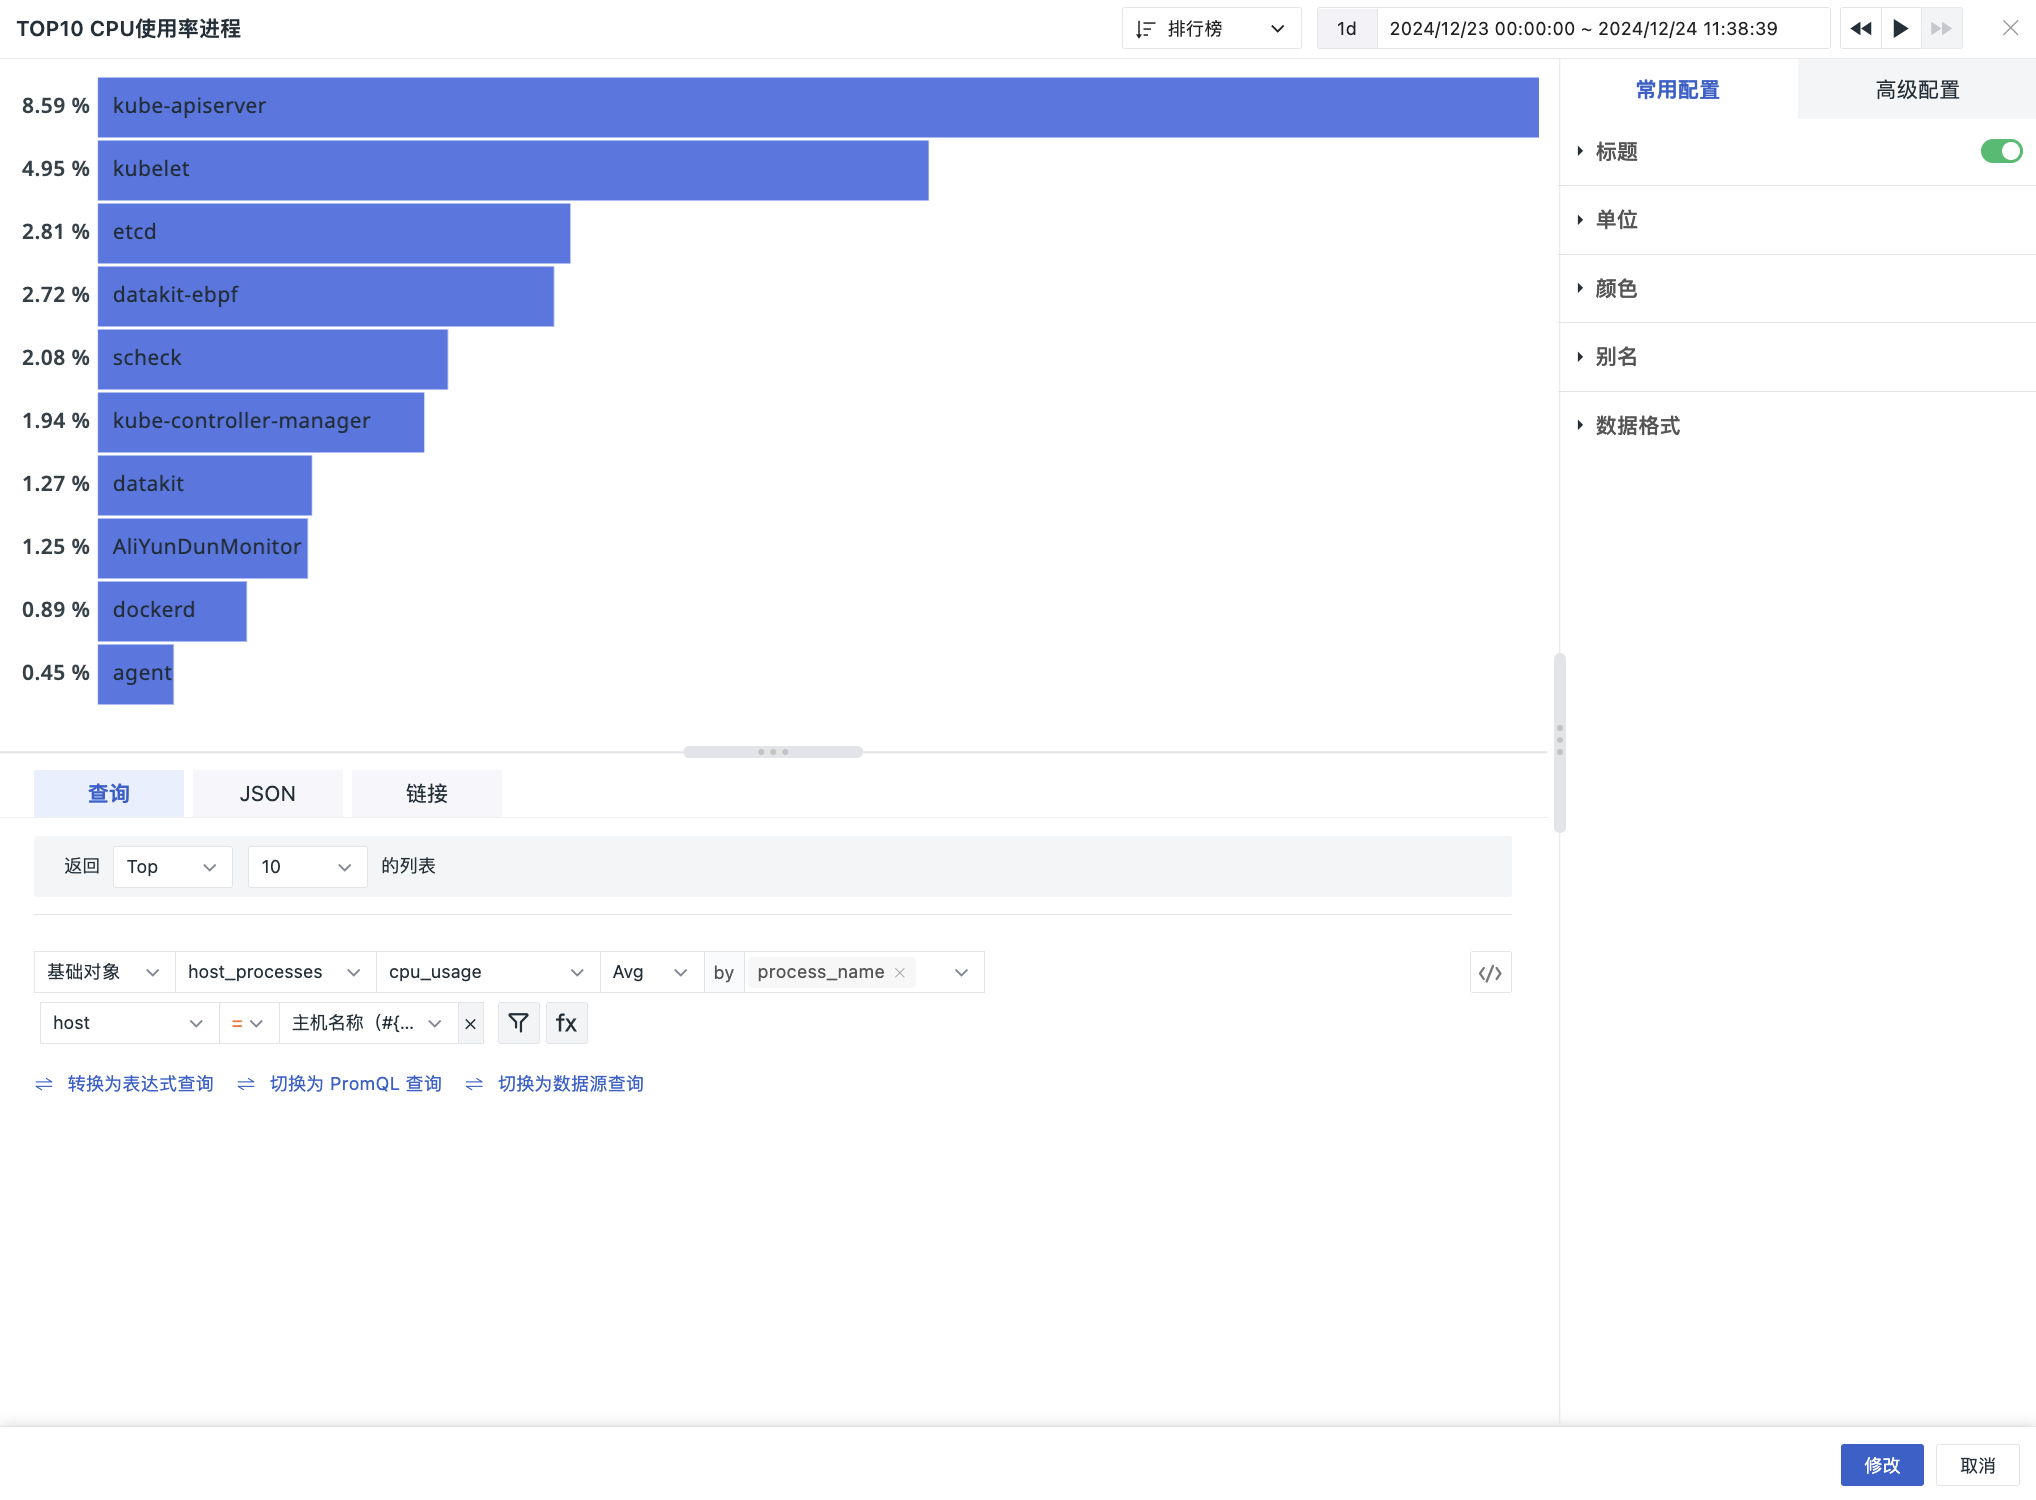 TOP10 CPU使用率进程
排行榜
1d 2024/12/23 00:00:00 ~ 2024/12/24 11:38:39
8.59 % kube-apiserver
4.95 % kubelet
2.81 % etcd
2.72 % datakit-ebpf
2.08 % scheck
1.94 % kube-controller-manager
1.27 % datakit
1.25 % AliYunDunMonitor
0.89 % dockerd
0.45 % agent
常用配置 高级配置
标题
单位
颜色
别名
数据格式
查询 JSON 链接
返回 Top 10 的列表
基础对象 host_processes cpu_usage Avg by process_name ×
</>
host = 主机名称（#{... × fx
转换为表达式查询 切换为 PromQL 查询 切换为数据源查询
修改 取消